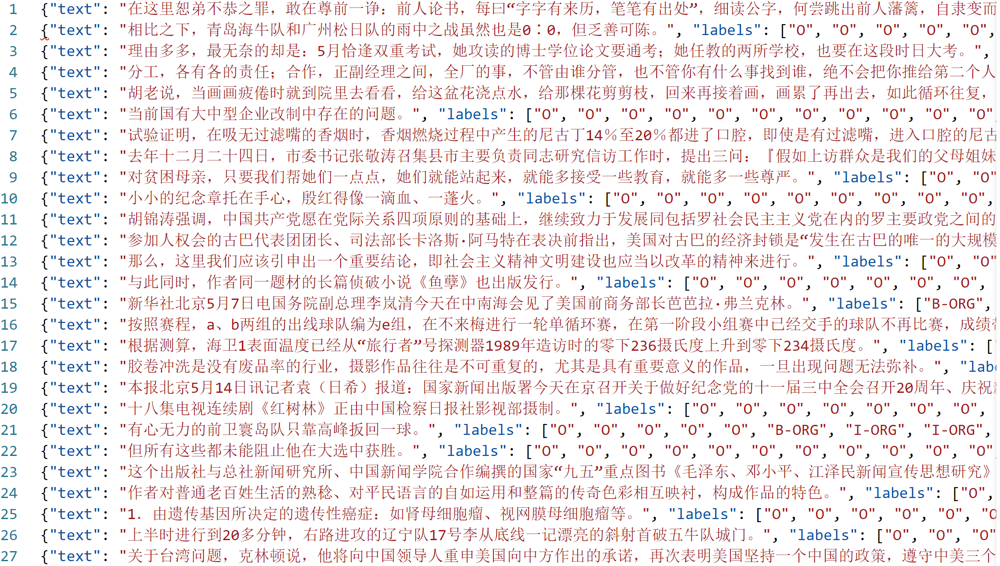 1 {"text": "在这里恕弟不恭之罪，敢在尊前一诤：前人论书，每曰“字字有来历，笔笔有出处”，细读公字，何尝跳出前人藩篱，自隶变而
2 {"text": "相比之下，青岛海牛队和广州松日队的雨中之战虽然也是0∶0，但乏善可陈。", "labels": ["O", "O", "O", "O", "O",
3 {"text": "理由多多，最无奈的却是：5月恰逢双重考试，她攻读的博士学位论文要通考；她任教的两所学校，也要在这段时日大考。",
4 {"text": "分工，各有各的责任；合作，正副经理之间，全厂的事，不管由谁分管，也不管你有什么事找到谁，绝不会把你推给第二个人
5 {"text": "胡老说，当画画疲倦时就到院里去看看，给这盆花浇点水，给那棵花剪剪枝，回来再接着画，画累了再出去，如此循环往复，
6 {"text": "当前国有大中型企业改制中存在的问题。", "labels": ["O", "O", "O", "O", "O", "O", "O", "O", "O", "O", "O"
7 {"text": "试验证明，在吸无过滤嘴的香烟时，香烟燃烧过程中产生的尼古丁14％至20％都进了口腔，即使是有过滤嘴，进入口腔的尼古
8 {"text": "去年十二月二十四日，市委书记张敬涛召集县市主要负责同志研究信访工作时，提出三问：『假如上访群众是我们的父母姐妹
9 {"text": "对贫困母亲，只要我们帮她们一点点，她们就能站起来，就能多接受一些教育，就能多一些尊严。", "labels": ["O", "O"
10 {"text": "小小的纪念章托在手心，殷红得像一滴血、一蓬火。", "labels": ["O", "O", "O", "O", "O", "O", "O", "O", "O",
11 {"text": "胡锦涛强调，中国共产党愿在党际关系四项原则的基础上，继续致力于发展同包括罗社会民主主义党在内的罗主要政党之间的
12 {"text": "参加人权会的古巴代表团团长、司法部长卡洛斯·阿马特在表决前指出，美国对古巴的经济封锁是“发生在古巴的唯一的大规模
13 {"text": "那么，这里我们应该引申出一个重要结论，即社会主义精神文明建设也应当以改革的精神来进行。", "labels": ["O", "O"
14 {"text": "与此同时，作者同一题材的长篇侦破小说《鱼孽》也出版发行。", "labels": ["O", "O", "O", "O", "O", "O", "O",
15 {"text": "新华社北京5月7日电国务院副总理李岚清今天在中南海会见了美国前商务部长芭芭拉·弗兰克林。", "labels": ["B-ORG",
16 {"text": "按照赛程，a、b两组的出线球队编为e组，在不来梅进行一轮单循环赛，在第一阶段小组赛中已经交手的球队不再比赛，成绩带
17 {"text": "根据测算，海卫1表面温度已经从“旅行者”号探测器1989年造访时的零下236摄氏度上升到零下234摄氏度。", "labels": [
18 {"text": "胶卷冲洗是没有废品率的行业，摄影作品往往是不可重复的，尤其是具有重要意义的作品，一旦出现问题无法弥补。", "labe
19 {"text": "本报北京5月14日讯记者袁（日希）报道：国家新闻出版署今天在京召开关于做好纪念党的十一届三中全会召开20周年、庆祝新
20 {"text": "十八集电视连续剧《红树林》正由中国检察日报社影视部摄制。", "labels": ["O", "O", "O", "O", "O", "O", "O",
21 {"text": "有心无力的前卫寰岛队只靠高峰扳回一球。", "labels": ["O", "O", "O", "O", "O", "B-ORG", "I-ORG", "I-ORG",
22 {"text": "但所有这些都未能阻止他在大选中获胜。", "labels": ["O", "O", "O", "O", "O", "O", "O", "O", "O", "O", "O"
23 {"text": "这个出版社与总社新闻研究所、中国新闻学院合作编撰的国家“九五”重点图书《毛泽东、邓小平、江泽民新闻宣传思想研究》
24 {"text": "作者对普通老百姓生活的熟稔、对平民语言的自如运用和整篇的传奇色彩相互映衬，构成作品的特色。", "labels": ["O",
25 {"text": "1．由遗传基因所决定的遗传性癌症：如肾母细胞瘤、视网膜母细胞瘤等。", "labels": ["O", "O", "O", "O", "O", "O
26 {"text": "上半时进行到20多分钟，右路进攻的辽宁队17号李从底线一记漂亮的斜射首破五牛队城门。", "labels": ["O", "O", "O"
27 {"text": "关于台湾问题，克林顿说，他将向中国领导人重申美国向中方作出的承诺，再次表明美国坚持一个中国的政策，遵守中美三个